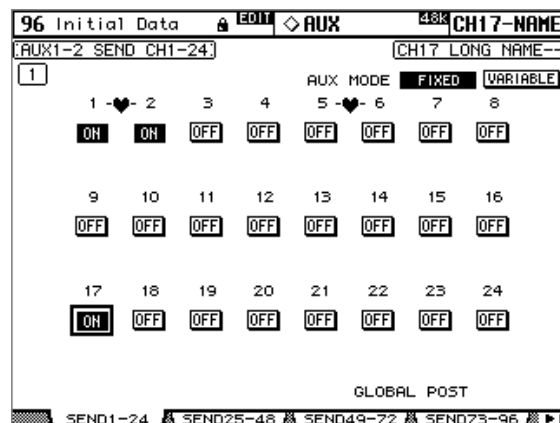 96 Initial Data EDIT AUX 48K CH17-NAME
AUX1-2 SEND CH1-24 CH17 LONG NAME--
1 AUX MODE FIXED VARIABLE
1 -♥- 2 3 4 5 -♥- 6 7 8
ON ON OFF OFF OFF OFF OFF OFF
9 10 11 12 13 14 15 16
OFF OFF OFF OFF OFF OFF OFF OFF
17 18 19 20 21 22 23 24
ON OFF OFF OFF OFF OFF OFF OFF
GLOBAL POST
SEND1-24 SEND25-48 SEND49-72 SEND73-96